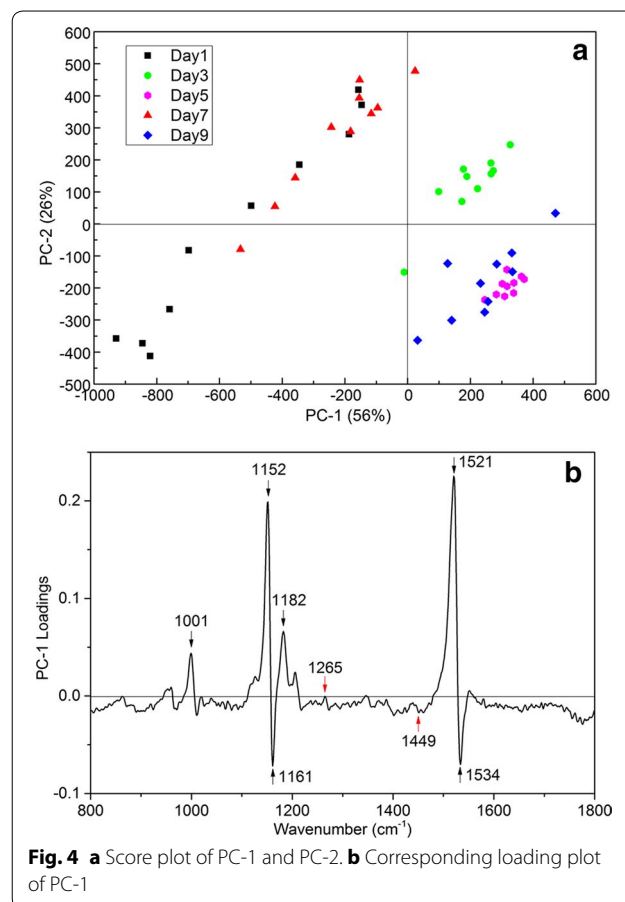 a
Day1
Day3
Day5
Day7
Day9
600
500
400
300
200
100
0
-100
-200
-300
-400
-500
PC-2 (26%)
-1000 -800 -600 -400 -200 0 200 400 600
PC-1 (56%)
b
1152
1521
1182
1001
1265
1449
1161
1534
0.2
0.1
0.0
-0.1
PC-1 Loadings
800 1000 1200 1400 1600 1800
Wavenumber (cm⁻¹)
Fig. 4 a Score plot of PC-1 and PC-2. b Corresponding loading plot
of PC-1